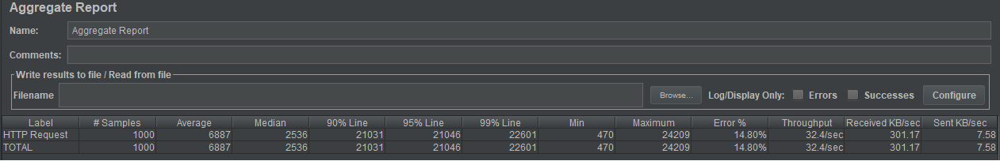 Aggregate Report
Name: Aggregate Report
Comments:
Write results to file / Read from file
Filename Browse... Log/Display Only: Errors Successes Configure
Label # Samples Average Median 90% Line 95% Line 99% Line Min Maximum Error % Throughput Received KB/sec Sent KB/sec
HTTP Request 1000 6887 2536 21031 21046 22601 470 24209 14.80% 32.4/sec 301.17 7.58
TOTAL 1000 6887 2536 21031 21046 22601 470 24209 14.80% 32.4/sec 301.17 7.58